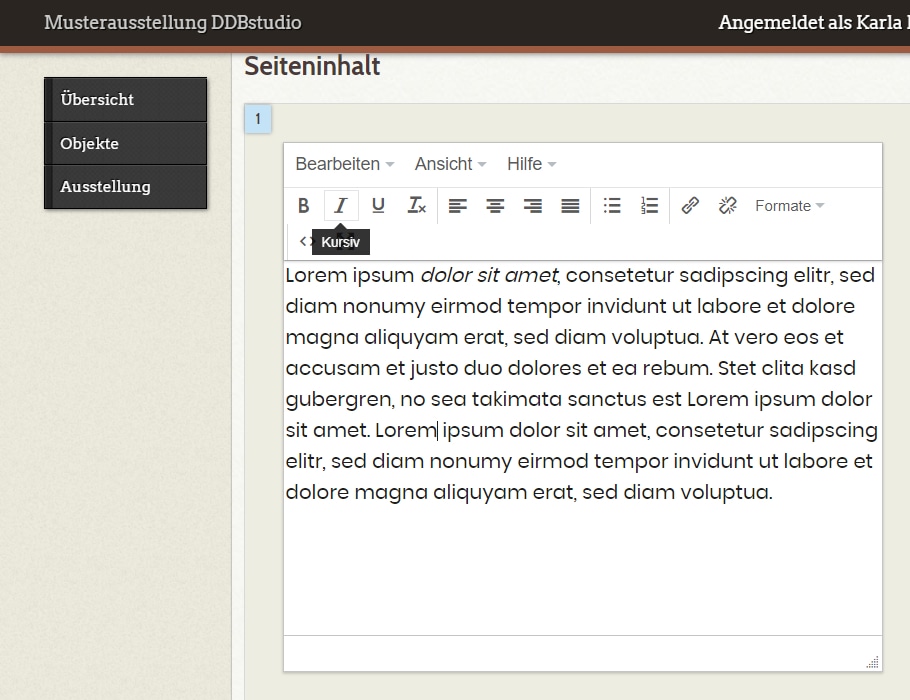 Musterausstellung DDBstudio
Angemeldet als Karla
Seiteninhalt
Übersicht
Objekte
Ausstellung
1
Bearbeiten Ansicht Hilfe
B I U Tx Formate
<> Kursiv
Lorem ipsum dolor sit amet, consetetur sadipscing elitr, sed
diam nonumy eirmod tempor invidunt ut labore et dolore
magna aliquyam erat, sed diam voluptua. At vero eos et
accusam et justo duo dolores et ea rebum. Stet clita kasd
gubergren, no sea takimata sanctus est Lorem ipsum dolor
sit amet. Lorem ipsum dolor sit amet, consetetur sadipscing
elitr, sed diam nonumy eirmod tempor invidunt ut labore et
dolore magna aliquyam erat, sed diam voluptua.